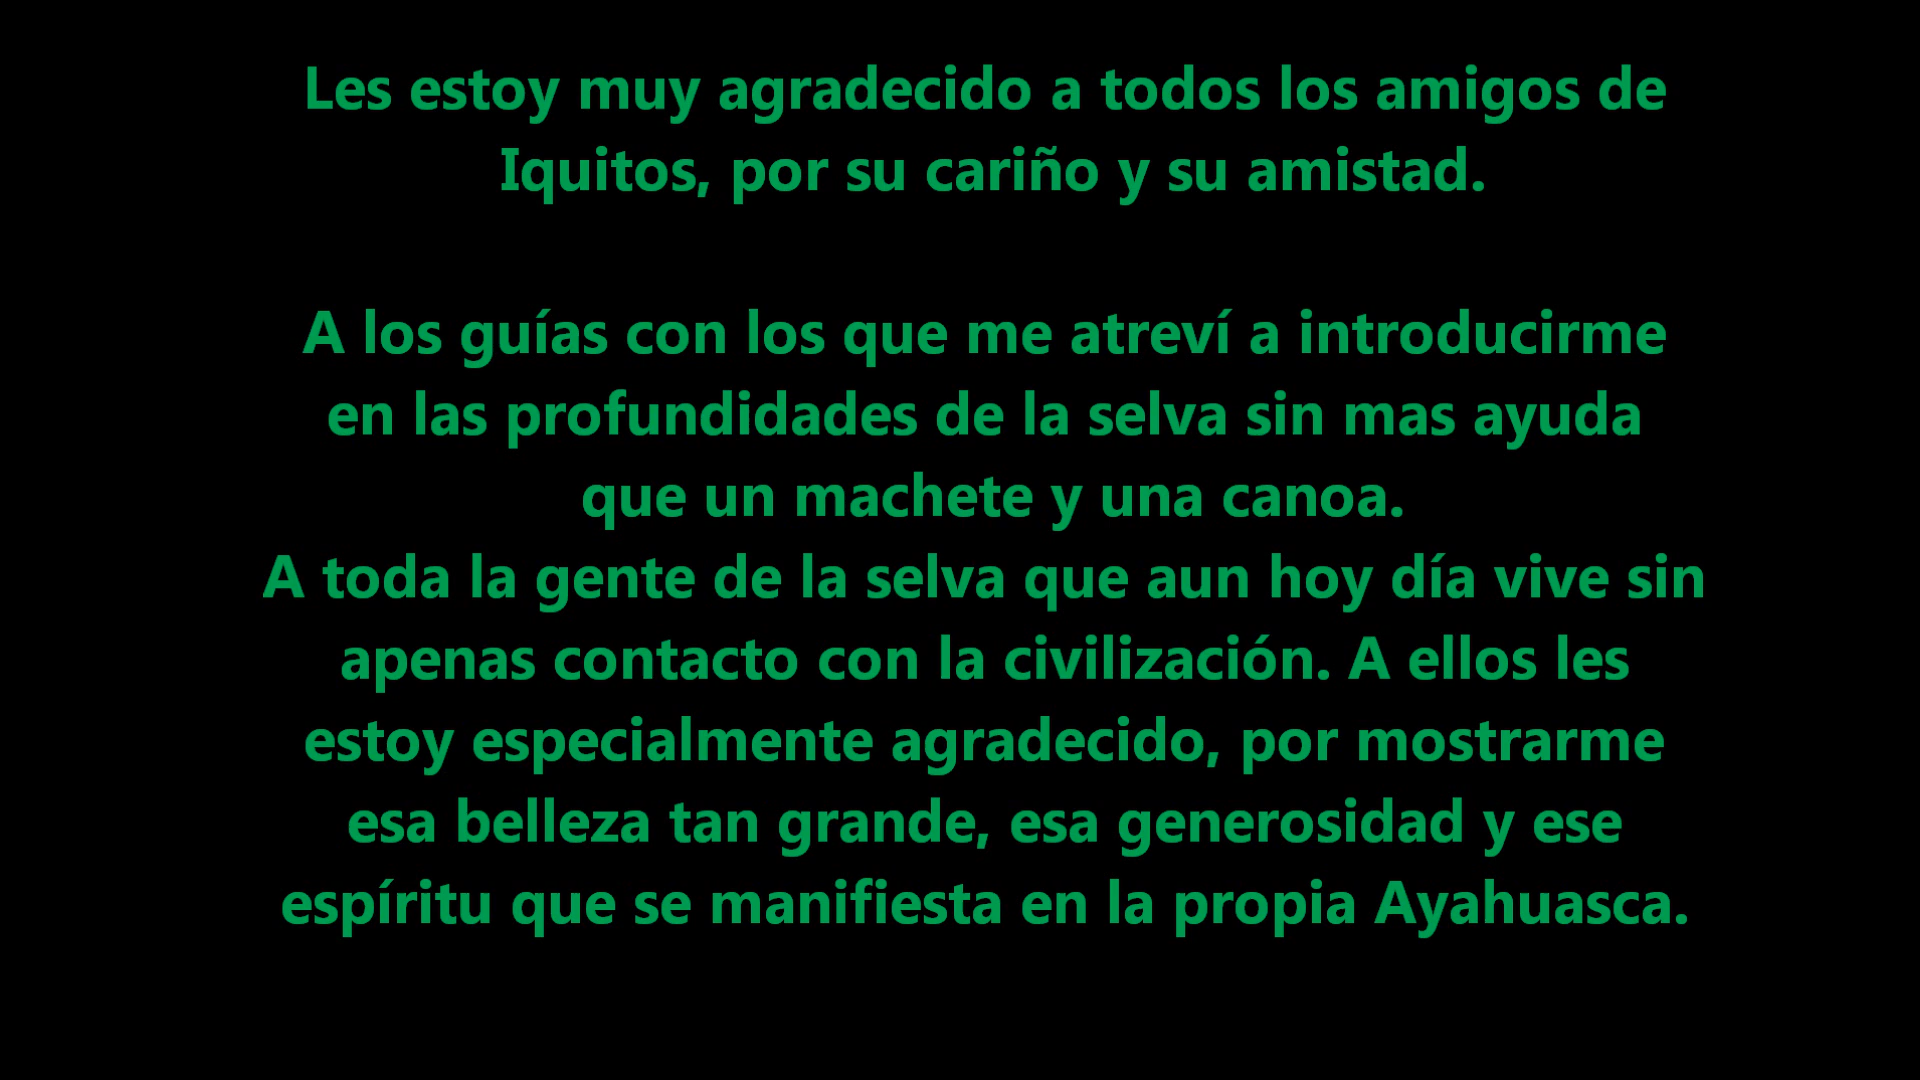 Les estoy muy agradecido a todos los amigos de
Iquitos, por su cariño y su amistad.
A los guías con los que me atreví a introducirme
en las profundidades de la selva sin mas ayuda
que un machete y una canoa.
A toda la gente de la selva que aun hoy día vive sin
apenas contacto con la civilización. A ellos les
estoy especialmente agradecido, por mostrarme
esa belleza tan grande, esa generosidad y ese
espíritu que se manifiesta en la propia Ayahuasca.